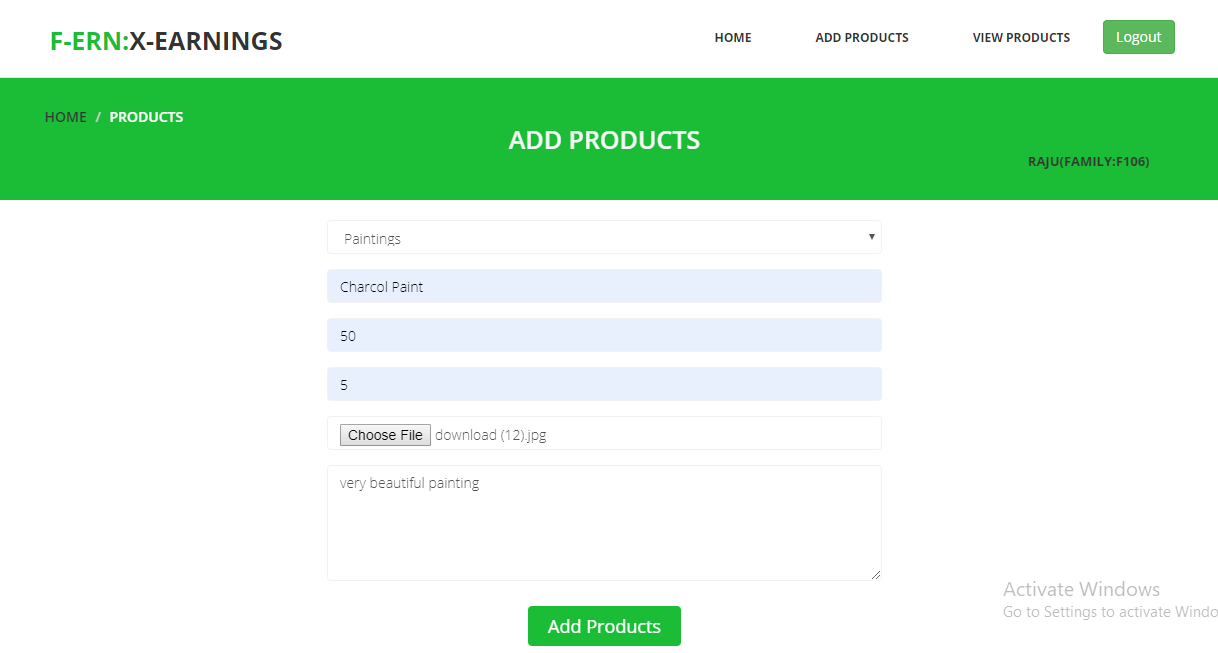 F-ERN:X-EARNINGS
HOME
ADD PRODUCTS
VIEW PRODUCTS
Logout
HOME / PRODUCTS
ADD PRODUCTS
RAJU(FAMILY:F106)
Paintings
Charcol Paint
50
5
Choose File download (12).jpg
very beautiful painting
Activate Windows
Go to Settings to activate Windo
Add Products